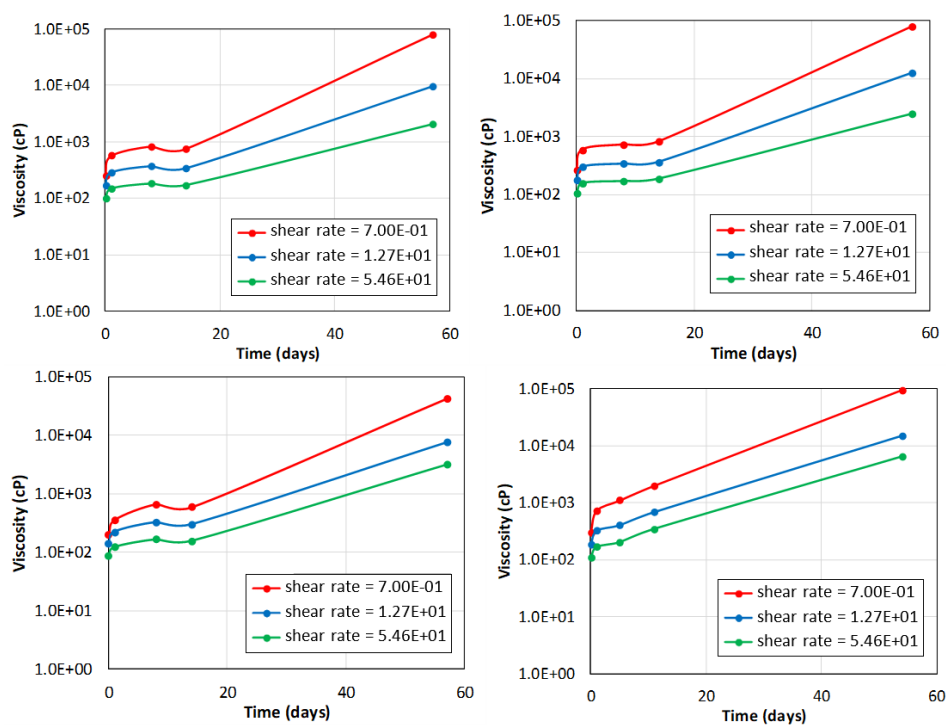 1.0E+05
1.0E+04
1.0E+03
1.0E+02
1.0E+01
1.0E+00
Viscosity (cP)
shear rate = 7.00E-01
shear rate = 1.27E+01
shear rate = 5.46E+01
0 20 40 60
Time (days)
1.0E+05
1.0E+04
1.0E+03
1.0E+02
1.0E+01
1.0E+00
Viscosity (cP)
shear rate = 7.00E-01
shear rate = 1.27E+01
shear rate = 5.46E+01
0 20 40 60
Time (days)
1.0E+05
1.0E+04
1.0E+03
1.0E+02
1.0E+01
1.0E+00
Viscosity (cP)
shear rate = 7.00E-01
shear rate = 1.27E+01
shear rate = 5.46E+01
0 20 40 60
Time (days)
1.0E+05
1.0E+04
1.0E+03
1.0E+02
1.0E+01
1.0E+00
Viscosity (cP)
shear rate = 7.00E-01
shear rate = 1.27E+01
shear rate = 5.46E+01
0 20 40 60
Time (days)